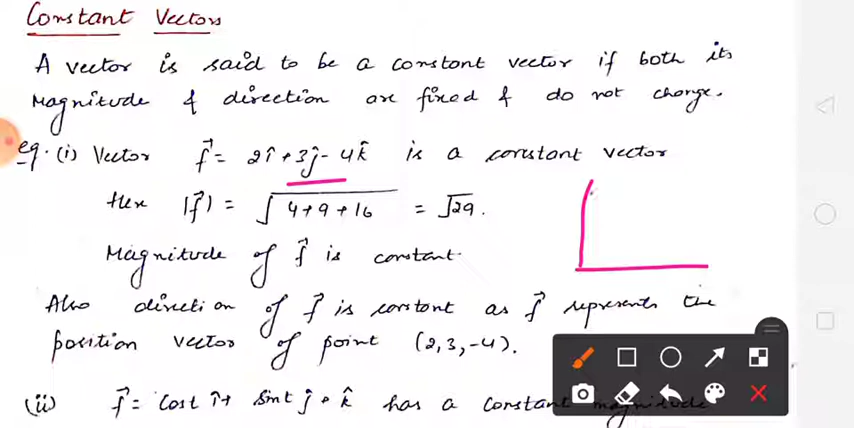 Constant Vectors
A vector is said to be a constant vector if both its
Magnitude & direction are fixed & do not change.
eg. (i) Vector f⃗ = 2î + 3ĵ - 4k̂ is a constant vector
Here |f⃗| = √4+9+16 = √29.
Magnitude of f⃗ is constant.
Also direction of f⃗ is constant as f⃗ represents the
position vector of point (2, 3, -4).
(ii) f⃗ = Cost î + Sint ĵ + k̂ has a constant magnitude